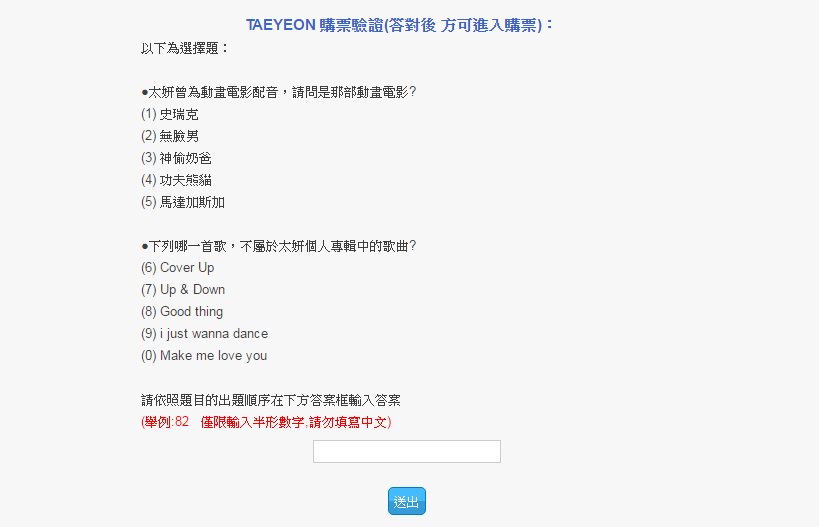 TAEYEON 購票驗證(答對後 方可進入購票)：
以下為選擇題：
●太妍曾為動畫電影配音，請問是那部動畫電影?
(1) 史瑞克
(2) 無臉男
(3) 神偷奶爸
(4) 功夫熊貓
(5) 馬達加斯加
●下列哪一首歌，不屬於太妍個人專輯中的歌曲?
(6) Cover Up
(7) Up & Down
(8) Good thing
(9) i just wanna dance
(0) Make me love you
請依照題目的出題順序在下方答案框輸入答案
(舉例:82 僅限輸入半形數字,請勿填寫中文)
送出